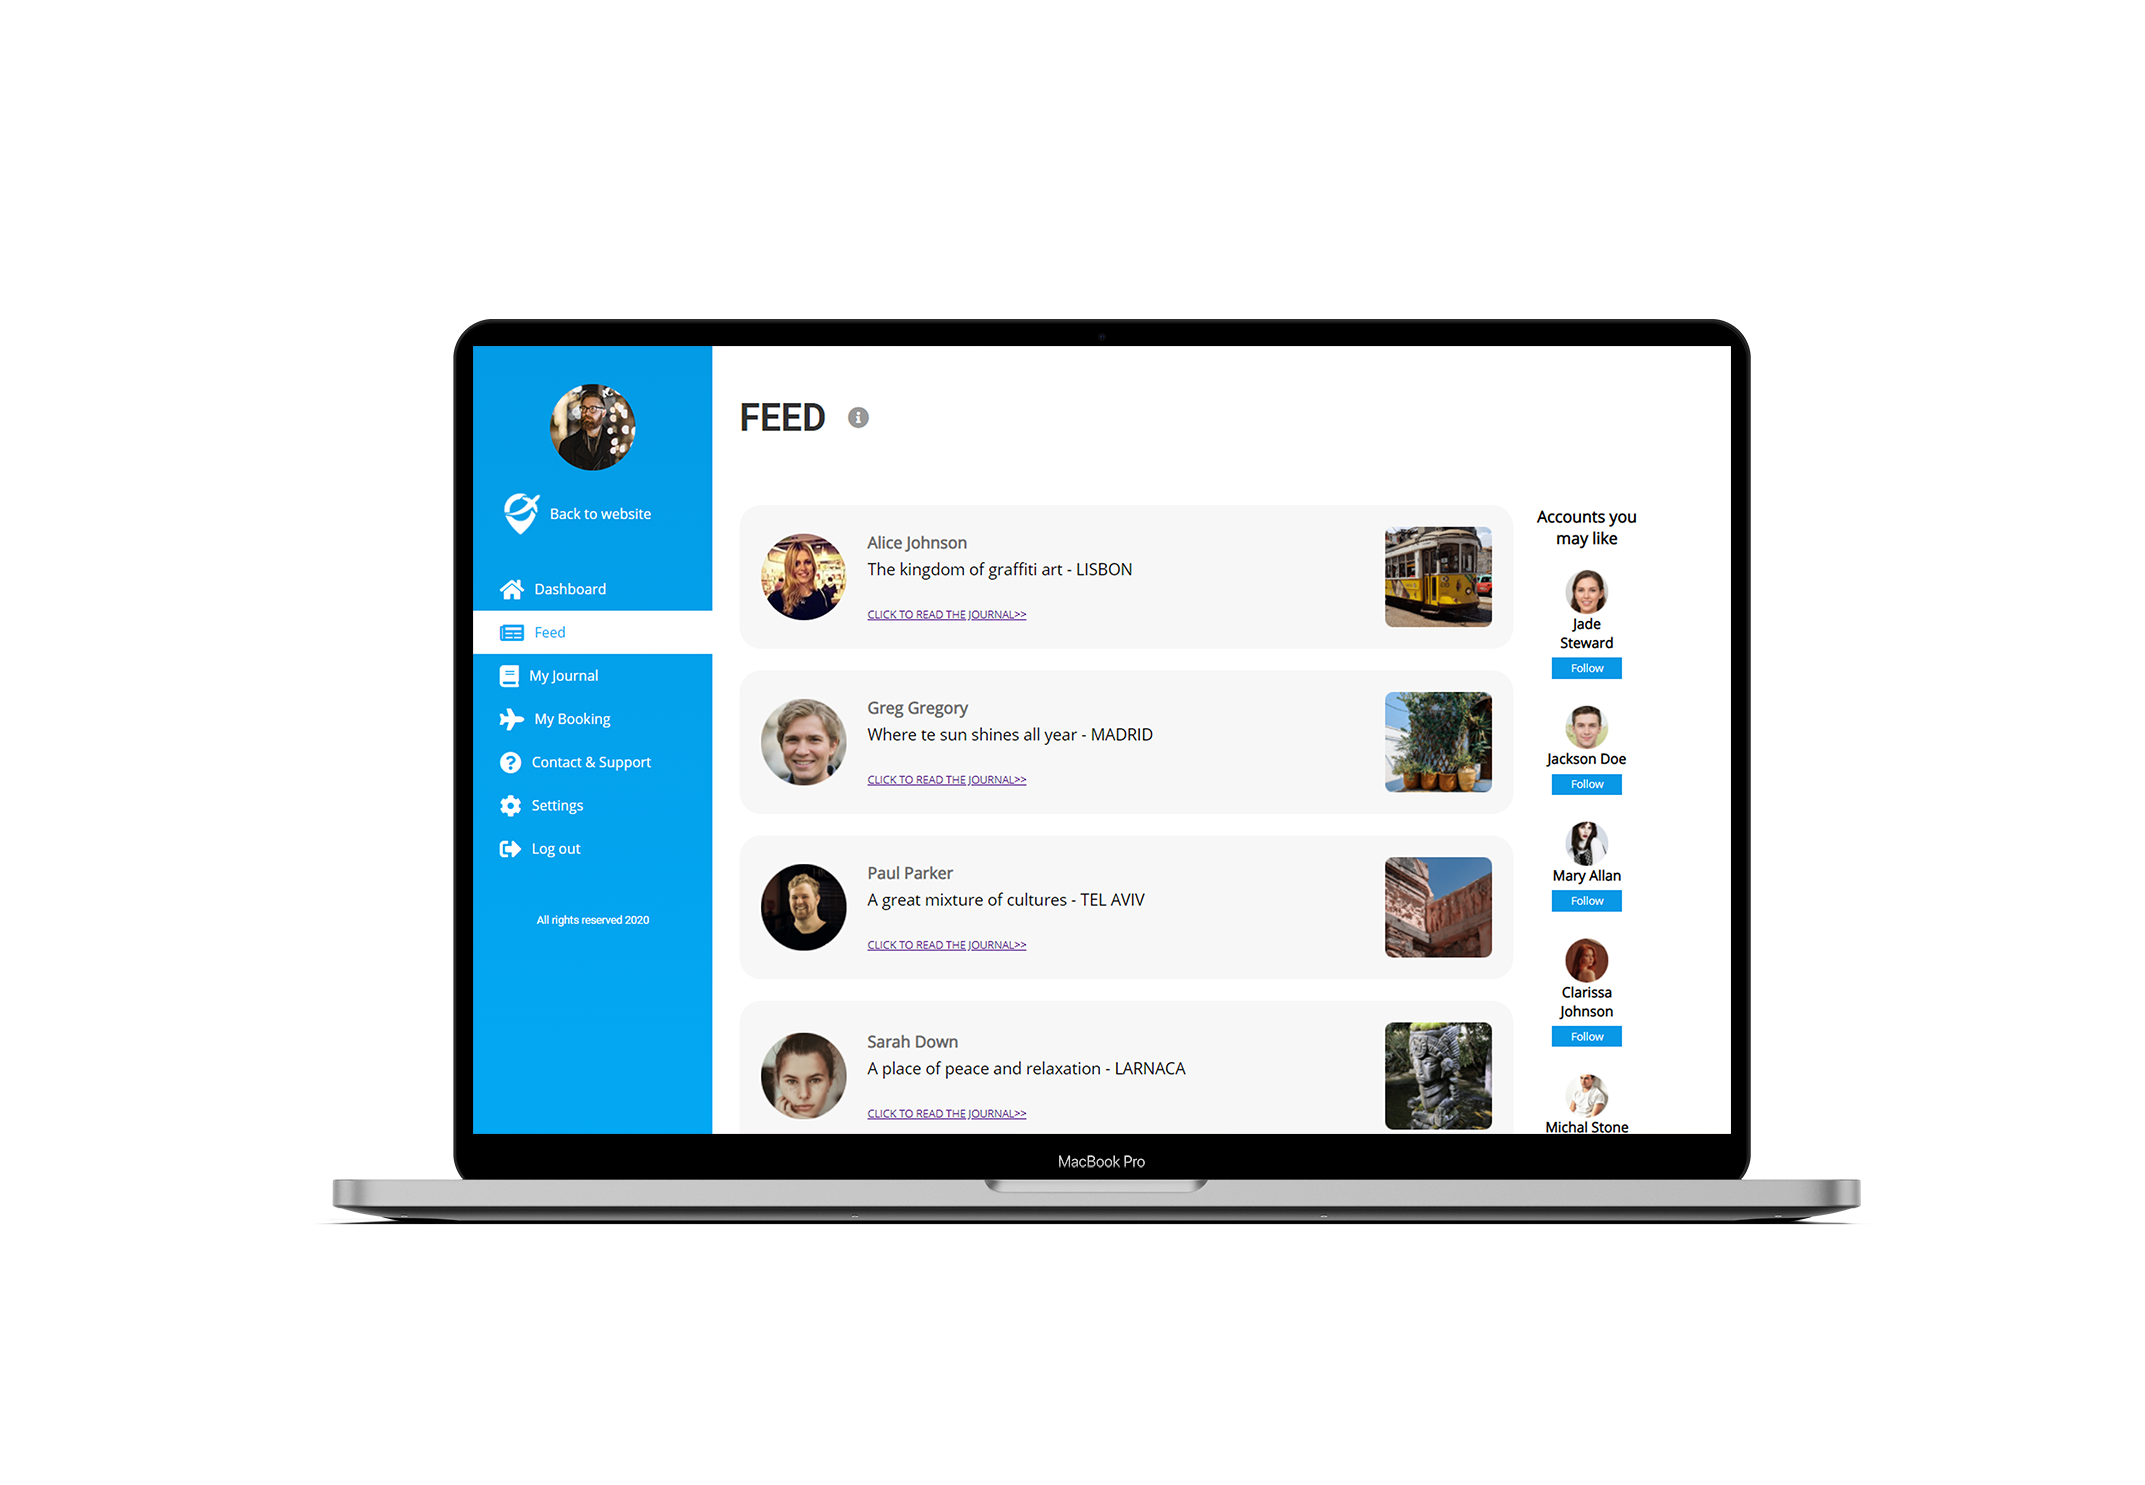 Back to website
Dashboard
Feed
My Journal
My Booking
Contact & Support
Settings
Log out
All rights reserved 2020
FEED
Alice Johnson
The kingdom of graffiti art - LISBON
CLICK TO READ THE JOURNAL>>
Greg Gregory
Where te sun shines all year - MADRID
CLICK TO READ THE JOURNAL>>
Paul Parker
A great mixture of cultures - TEL AVIV
CLICK TO READ THE JOURNAL>>
Sarah Down
A place of peace and relaxation - LARNACA
CLICK TO READ THE JOURNAL>>
Accounts you
may like
Jade
Steward
Follow
Jackson Doe
Follow
Mary Allan
Follow
Clarissa
Johnson
Follow
Michal Stone
MacBook Pro